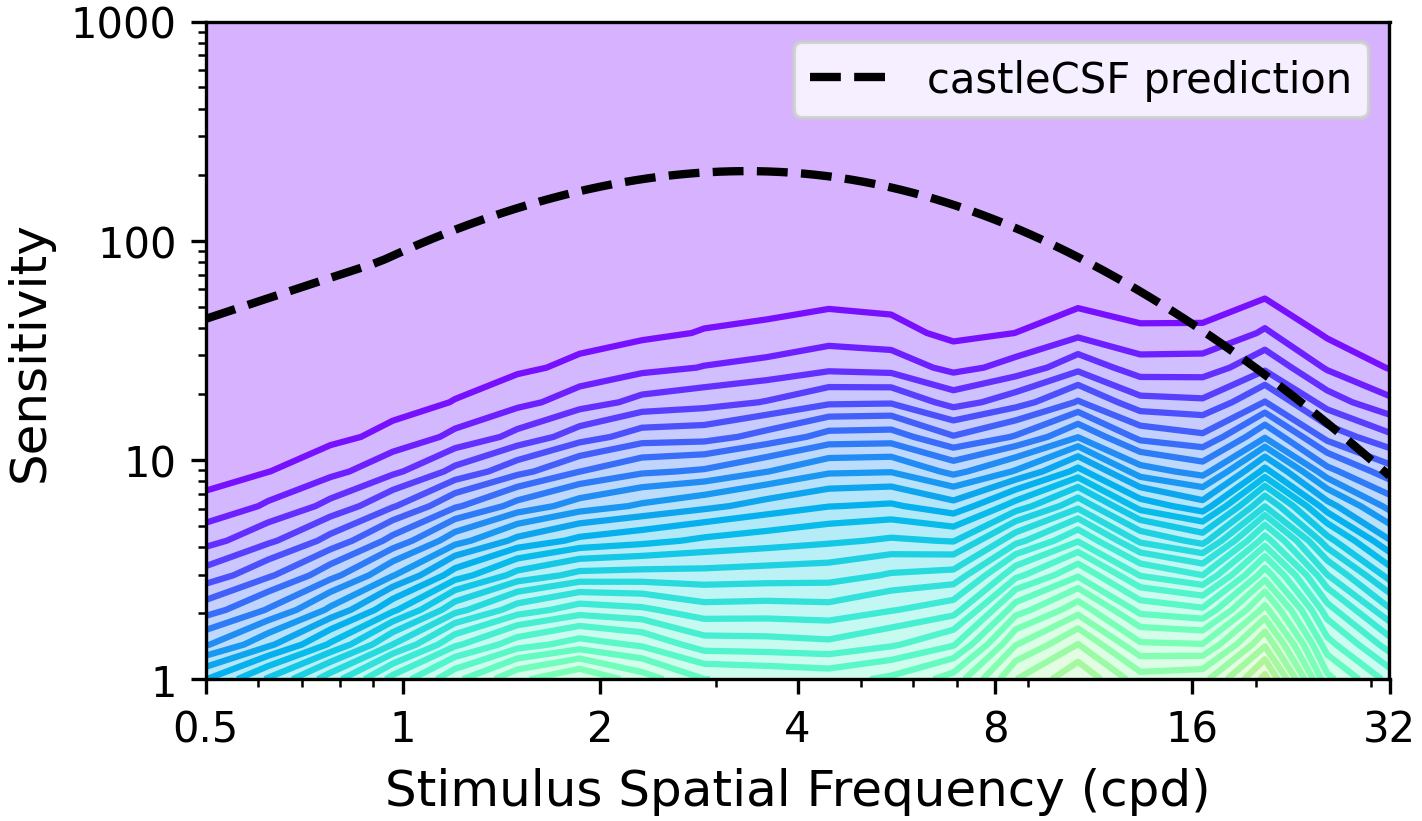 1000
100
10
1
Sensitivity
castleCSF prediction
0.5 1 2 4 8 16 32
Stimulus Spatial Frequency (cpd)